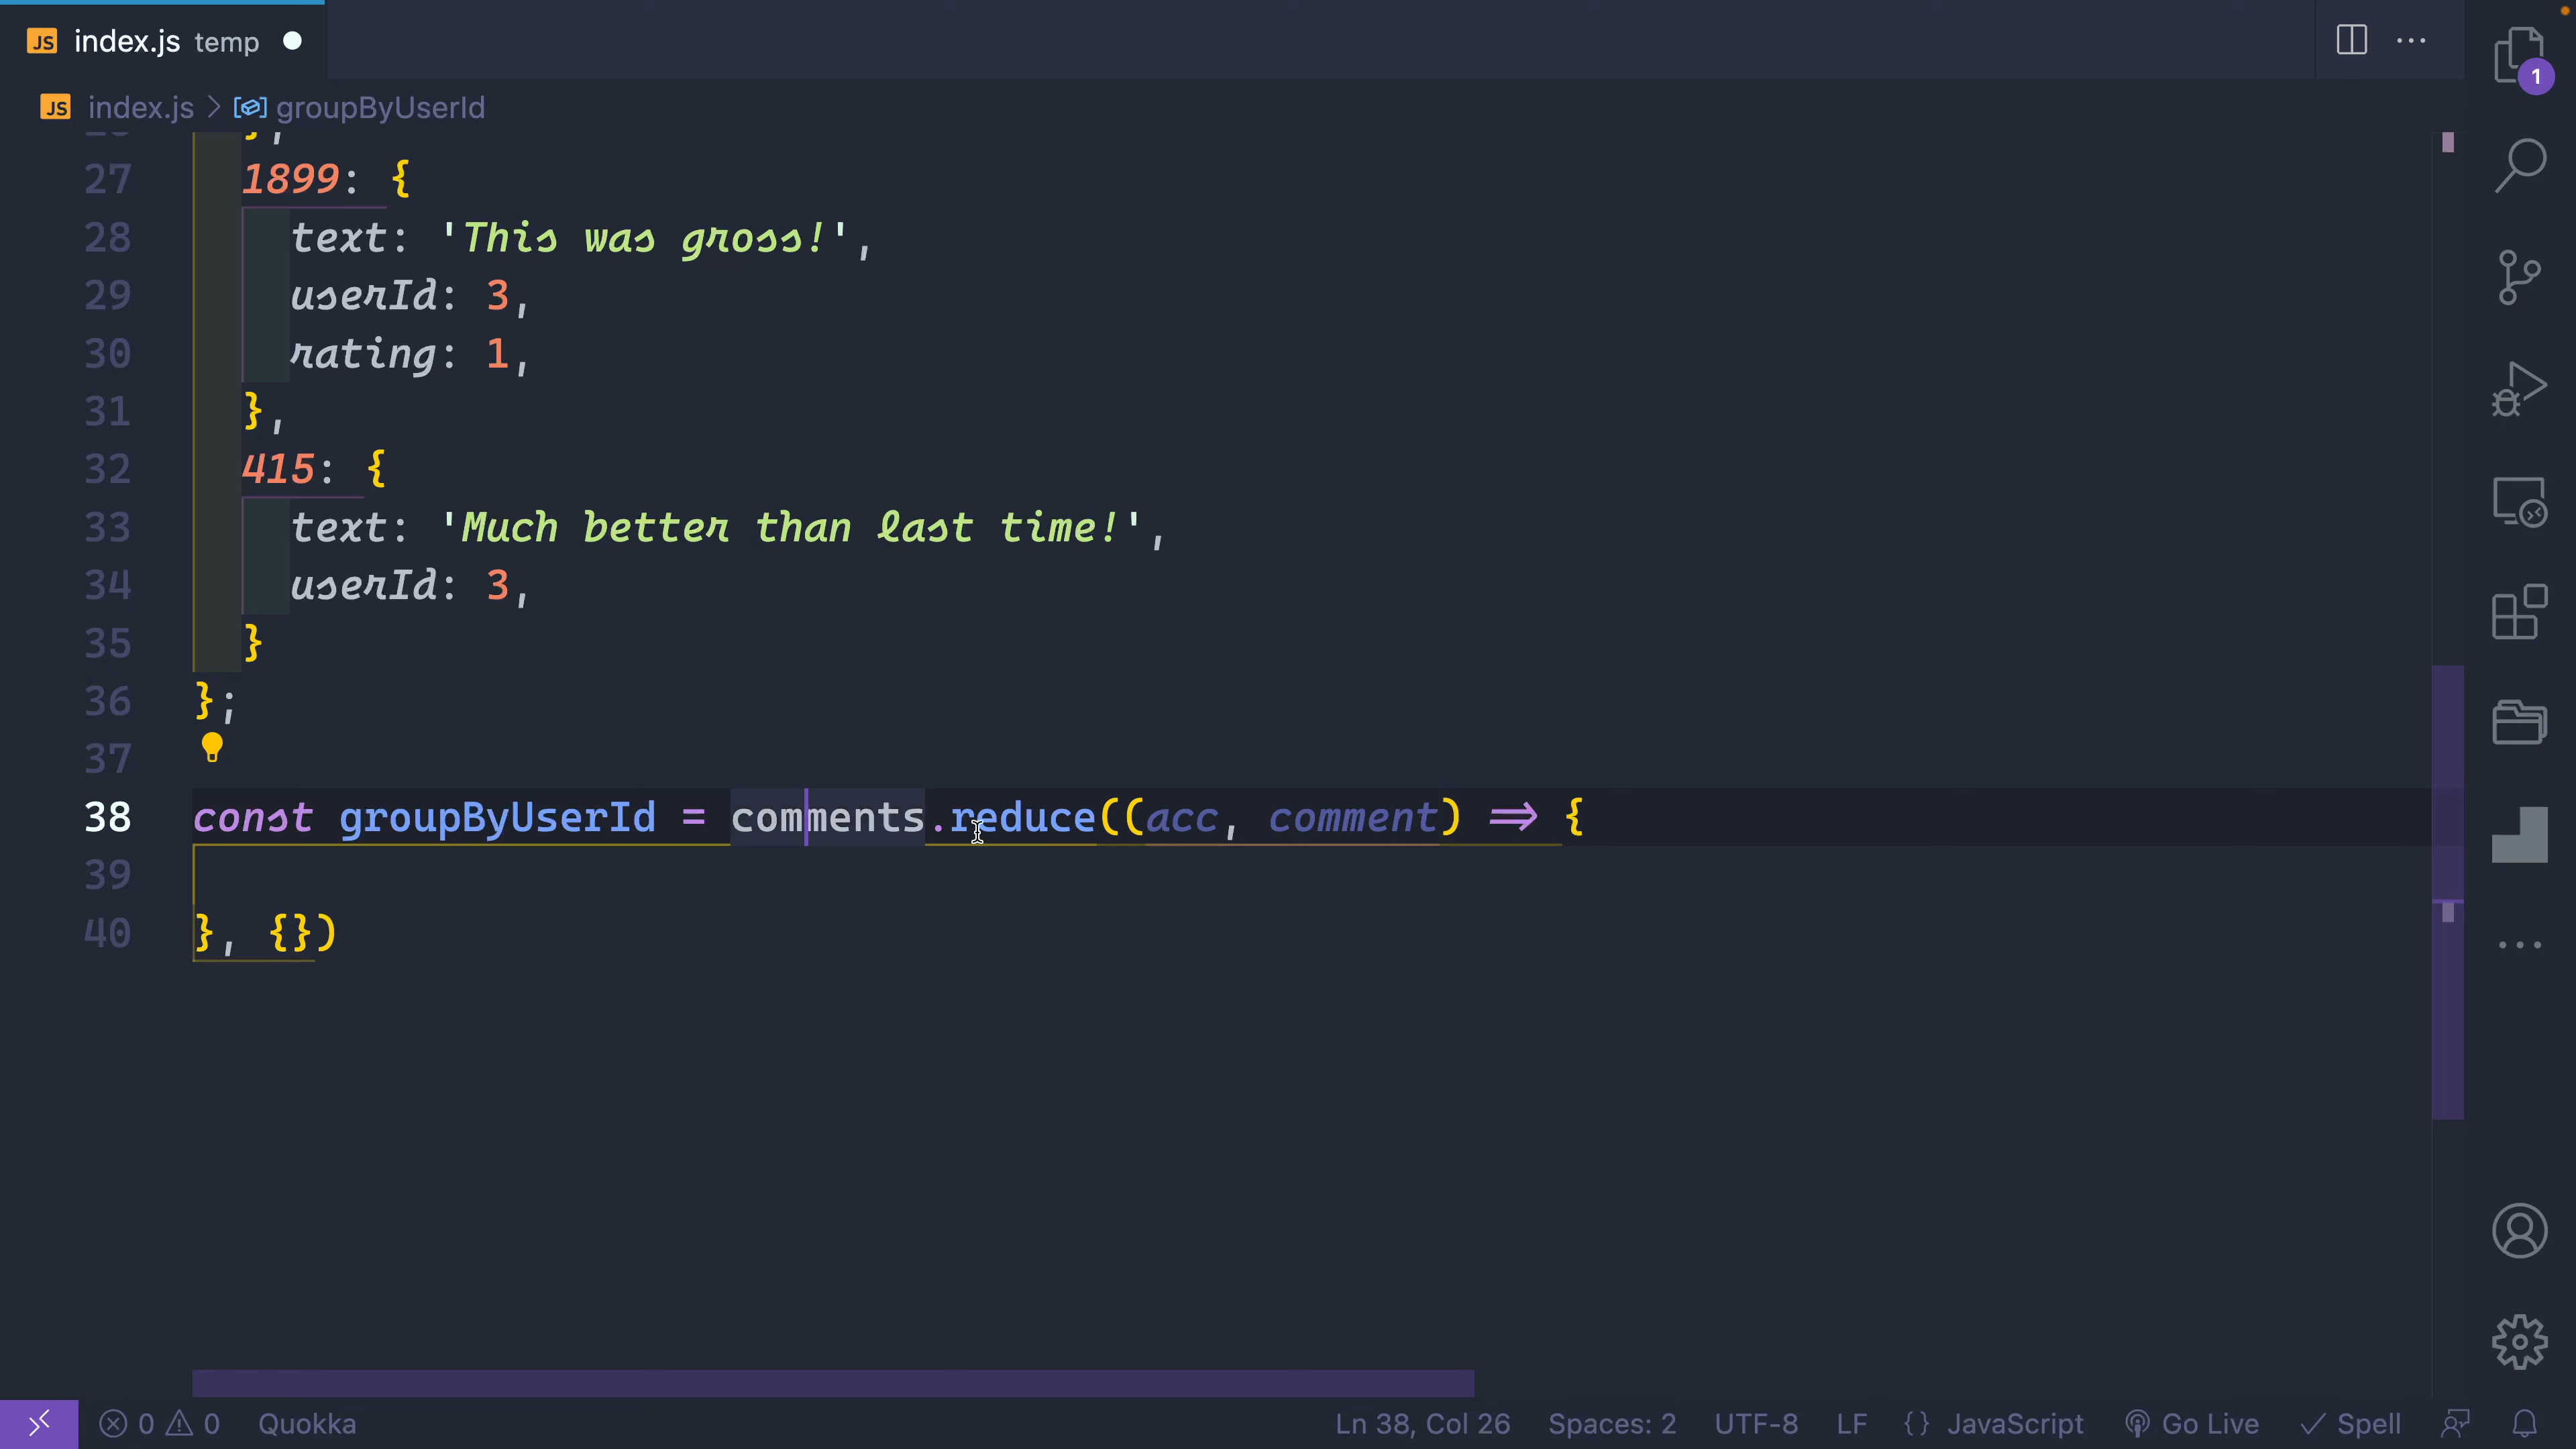 JS index.js temp
JS index.js > groupByUserId
1
},
27 1899: {
28 text: 'This was gross!',
29 userId: 3,
30 rating: 1,
31 },
32 415: {
33 text: 'Much better than last time!',
34 userId: 3,
35 }
36 };
37
38 const groupByUserId = comments.reduce((acc, comment) => {
39
40 }, {})
0 0 Quokka Ln 38, Col 26 Spaces: 2 UTF-8 LF {} JavaScript Go Live Spell